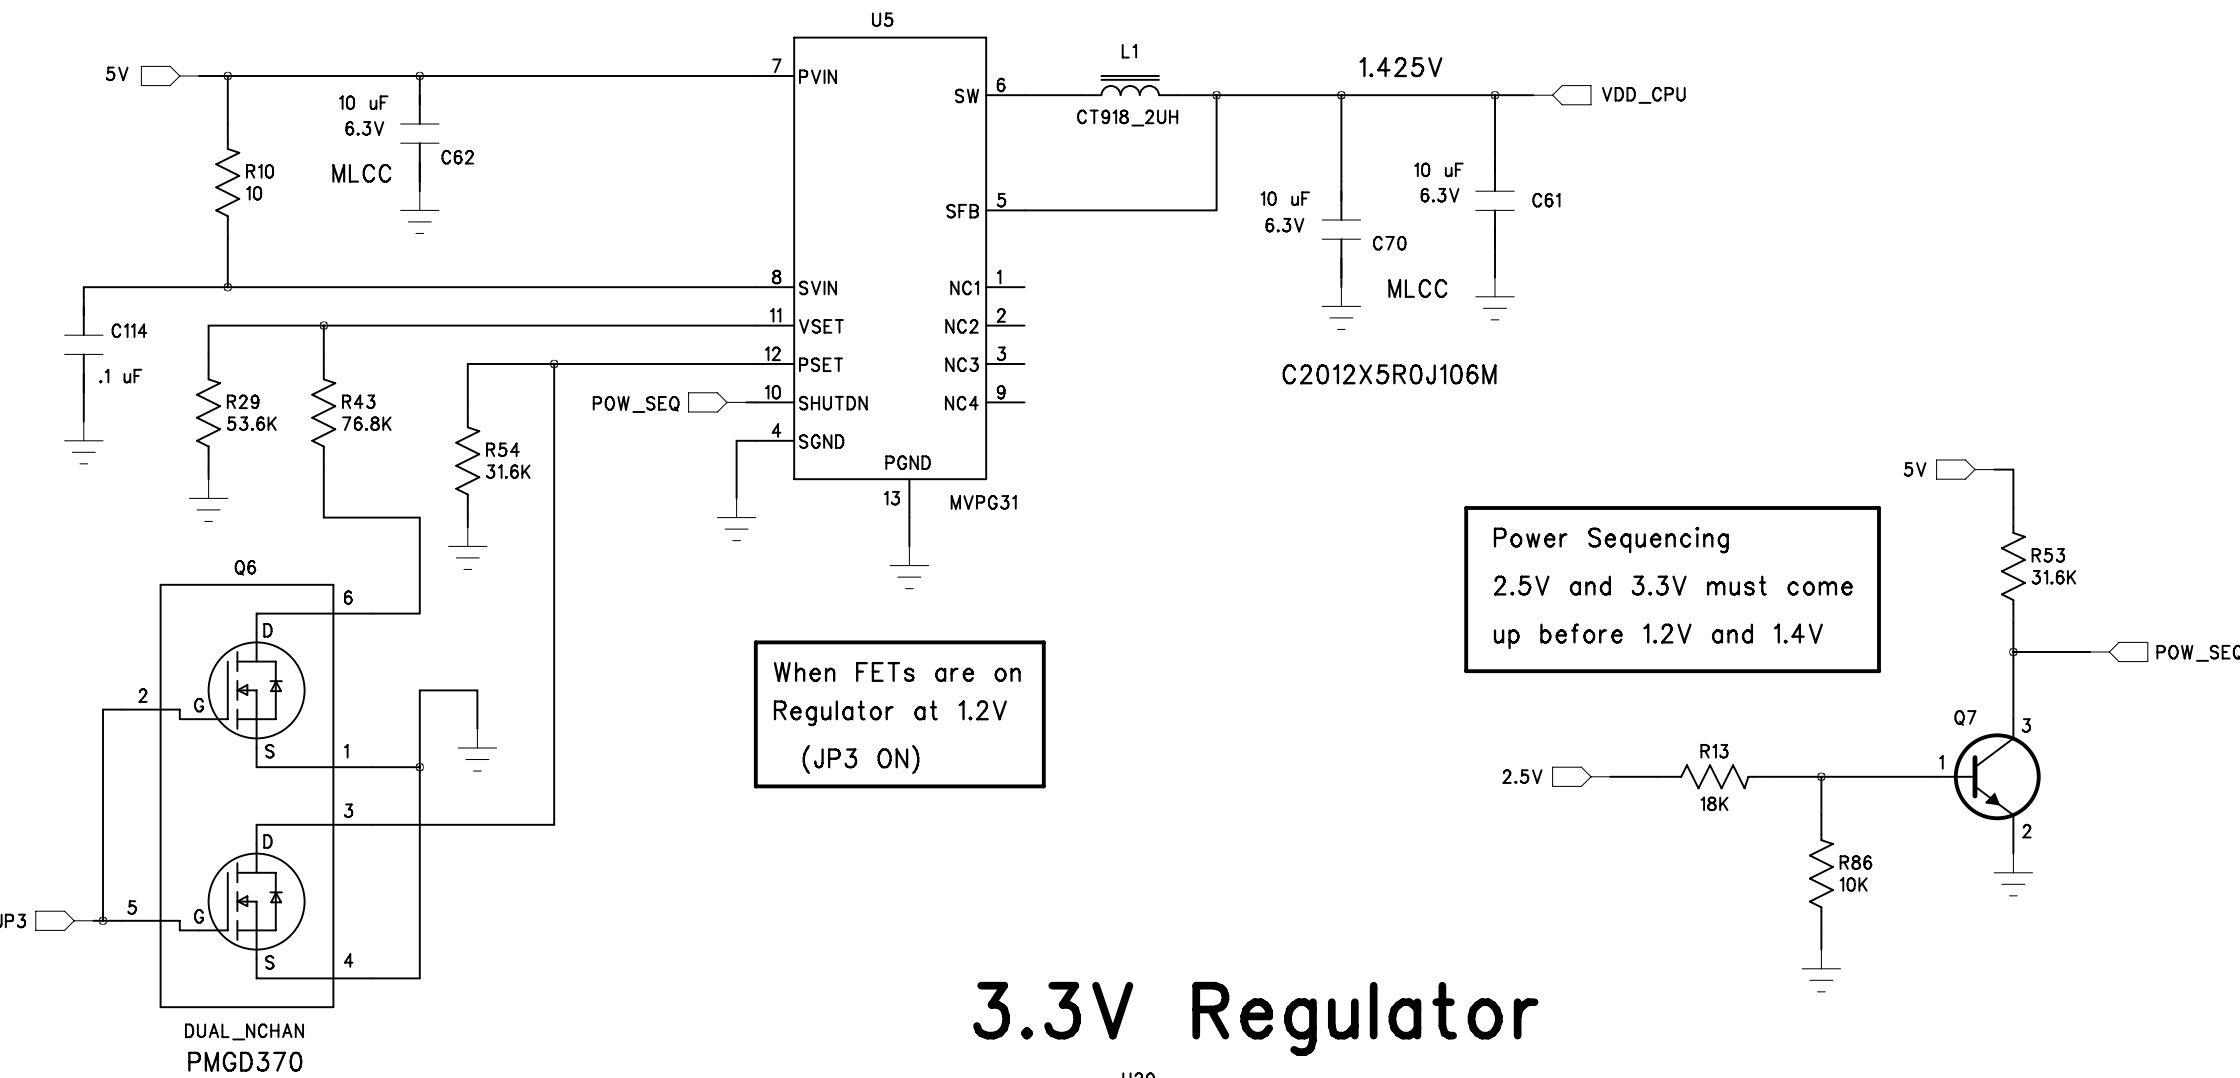 U5
5V
7
PVIN
10 uF
6.3V
C62
MLCC
R10
10
L1
CT918_2UH
1.425V
SW
6
VDD_CPU
SFB
5
10 uF
6.3V
C70
10 uF
6.3V
C61
MLCC
C2012X5R0J106M
8
SVIN
11
VSET
12
PSET
POW_SEQ
10
SHUTDN
4
SGND
PGND
13
MVPG31
NC1
1
NC2
2
NC3
3
NC4
9
C114
.1 uF
R29
53.6K
R43
76.8K
R54
31.6K
Q6
6
D
2
G
S
1
3
D
5
G
S
4
JP3
DUAL_NCHAN
PMGD370
When FETs are on
Regulator at 1.2V
(JP3 ON)
Power Sequencing
2.5V and 3.3V must come
up before 1.2V and 1.4V
5V
R53
31.6K
POW_SEQ
Q7
3
1
2
2.5V
R13
18K
R86
10K
3.3V Regulator